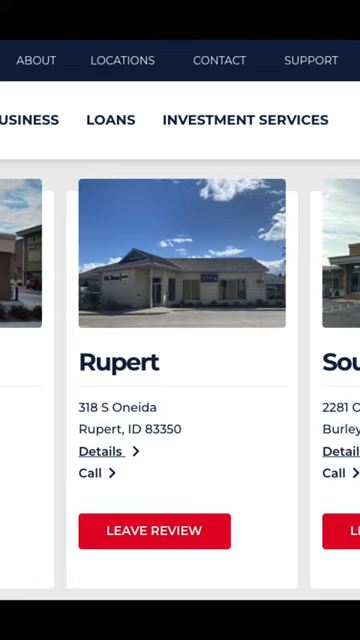 ABOUT LOCATIONS CONTACT SUPPORT
USINESS LOANS INVESTMENT SERVICES
Rupert
318 S Oneida
Rupert, ID 83350
Details
Call
LEAVE REVIEW
Sou
2281 O
Burley
Detail
Call
L